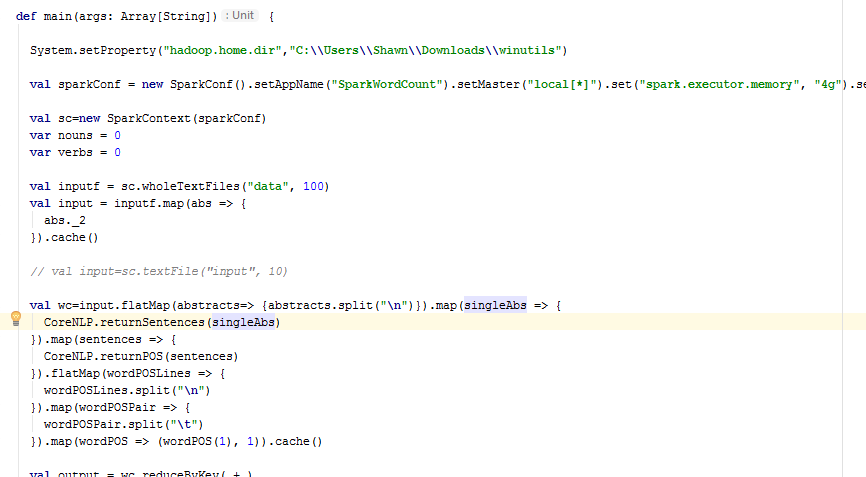 def main(args: Array[String]) : Unit {
System.setProperty("hadoop.home.dir","C:\\Users\\Shawn\\Downloads\\winutils")
val sparkConf = new SparkConf().setAppName("SparkWordCount").setMaster("local[*]").set("spark.executor.memory", "4g").se
val sc=new SparkContext(sparkConf)
var nouns = 0
var verbs = 0
val inputf = sc.wholeTextFiles("data", 100)
val input = inputf.map(abs => {
abs._2
}).cache()
// val input=sc.textFile("input", 10)
val wc=input.flatMap(abstracts=> {abstracts.split("\n")}).map(singleAbs => {
CoreNLP.returnSentences(singleAbs)
}).map(sentences => {
CoreNLP.returnPOS(sentences)
}).flatMap(wordPOSLines => {
wordPOSLines.split("\n")
}).map(wordPOSPair => {
wordPOSPair.split("\t")
}).map(wordPOS => (wordPOS(1), 1)).cache()
val output = wc.reduceByKey(_+_)